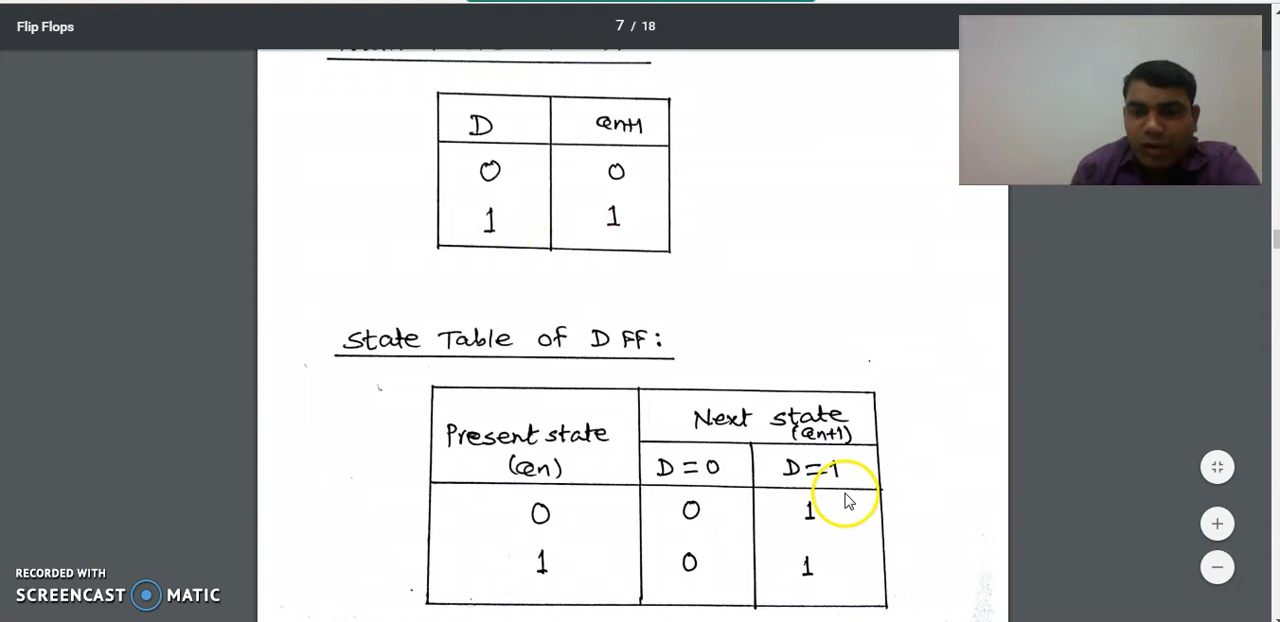 Flip Flops
7 / 18
D Qn+1
0 0
1 1
State Table of D FF:
Present state Next state
(Qn) (Qn+1)
D = 0 D = 1
0 0 1
1 0 1
RECORDED WITH
SCREENCAST MATIC